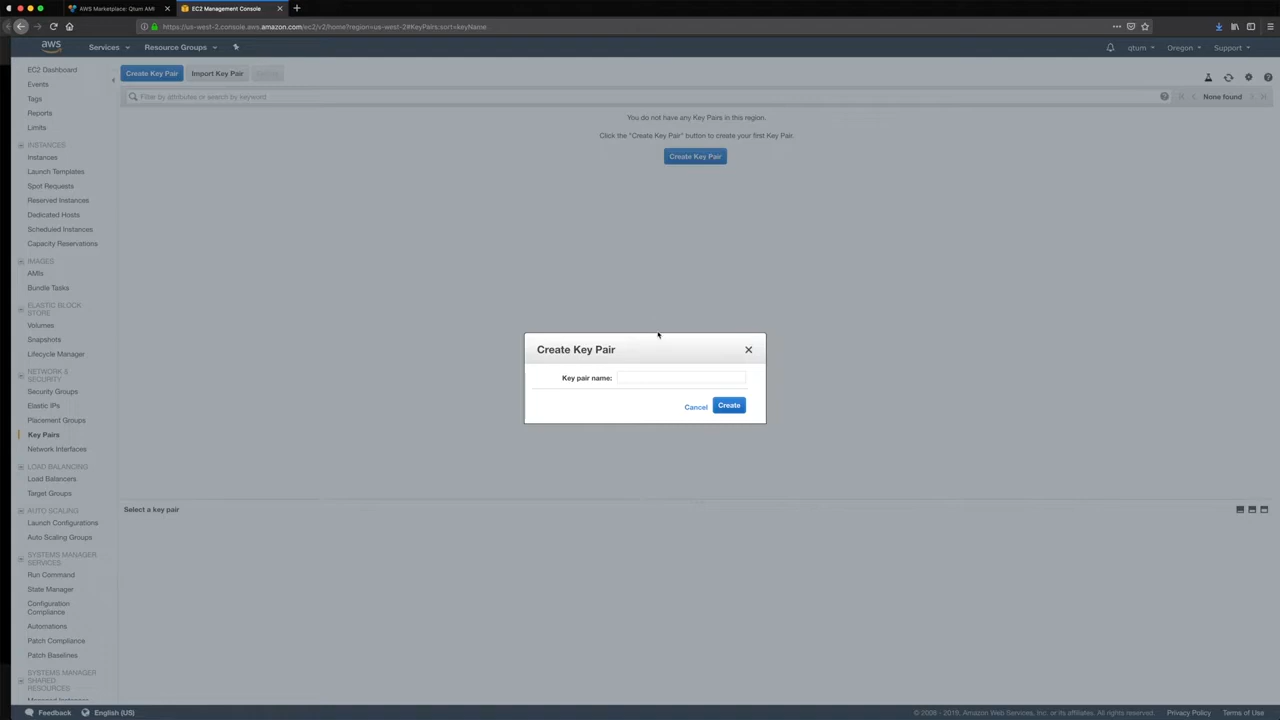 AWS Marketplace: Qtum AMI
EC2 Management Console
https://us-west-2.console.aws.amazon.com/ec2/v2/home?region=us-west-2#KeyPairs:sort=keyName
aws
Services
Resource Groups
qtum
Oregon
Support
EC2 Dashboard
Events
Tags
Reports
Limits
INSTANCES
Instances
Launch Templates
Spot Requests
Reserved Instances
Dedicated Hosts
Scheduled Instances
Capacity Reservations
IMAGES
AMIs
Bundle Tasks
ELASTIC BLOCK
STORE
Volumes
Snapshots
Lifecycle Manager
NETWORK &
SECURITY
Security Groups
Elastic IPs
Placement Groups
Key Pairs
Network Interfaces
LOAD BALANCING
Load Balancers
Target Groups
AUTO SCALING
Launch Configurations
Auto Scaling Groups
SYSTEMS MANAGER
SERVICES
Run Command
State Manager
Configuration
Compliance
Automations
Patch Compliance
Patch Baselines
SYSTEMS MANAGER
SHARED
RESOURCES
Create Key Pair
Import Key Pair
Filter by attributes or search by keyword
None found
You do not have any Key Pairs in this region.
Click the "Create Key Pair" button to create your first Key Pair.
Create Key Pair
Create Key Pair
Key pair name:
Cancel
Create
Select a key pair
Feedback
English (US)
© 2008 - 2019, Amazon Web Services, Inc. or its affiliates. All rights reserved.
Privacy Policy
Terms of Use